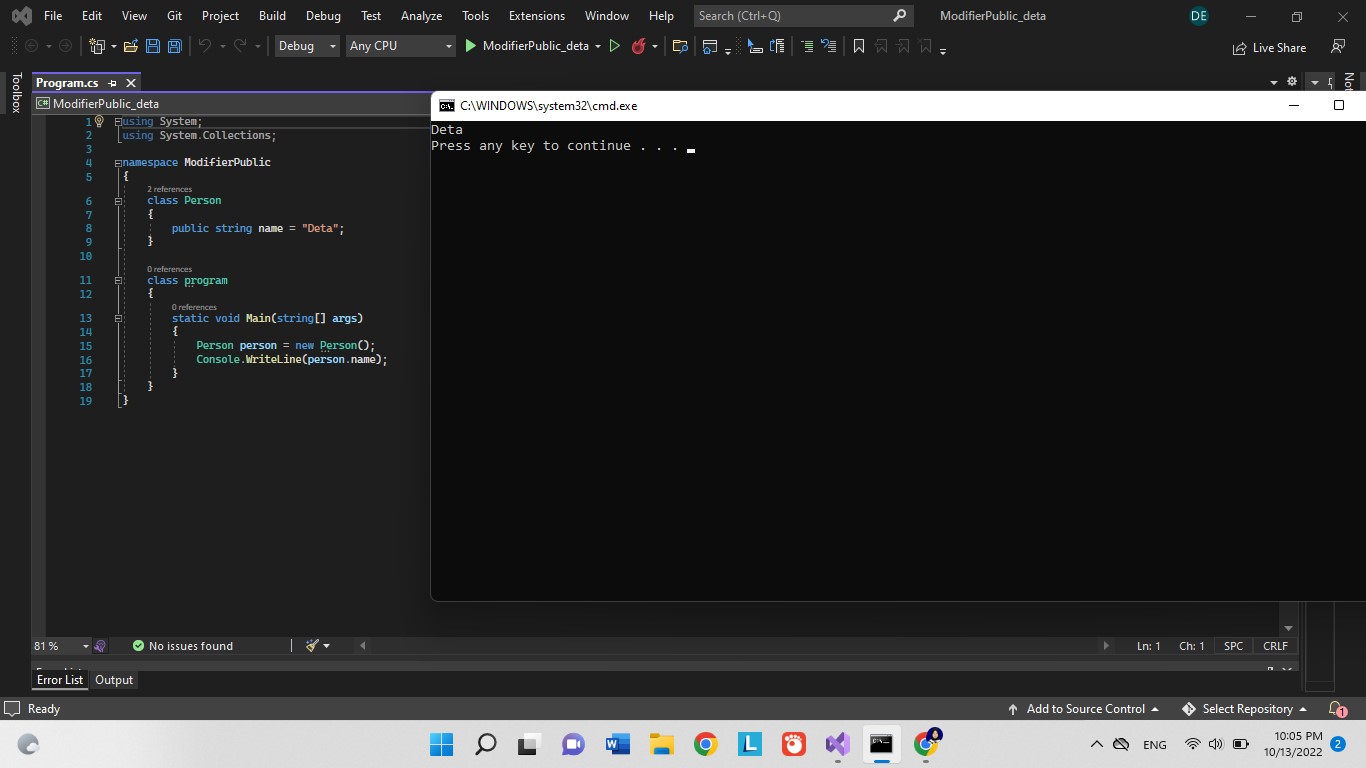 File Edit View Git Project Build Debug Test Analyze Tools Extensions Window Help Search (Ctrl+Q) ModifierPublic_deta DE
Debug Any CPU ModifierPublic_deta Live Share
Toolbox
Program.cs
ModifierPublic_deta
C:\WINDOWS\system32\cmd.exe
Deta
Press any key to continue . . .
1 using System;
2 using System.Collections;
3
4 namespace ModifierPublic
5 {
2 references
6 class Person
7 {
8 public string name = "Deta";
9 }
10
0 references
11 class program
12 {
0 references
13 static void Main(string[] args)
14 {
15 Person person = new Person();
16 Console.WriteLine(person.name);
17 }
18 }
19 }
81 % No issues found Ln: 1 Ch: 1 SPC CRLF
Error List Output
Ready Add to Source Control Select Repository 1
ENG 10:05 PM 2
10/13/2022